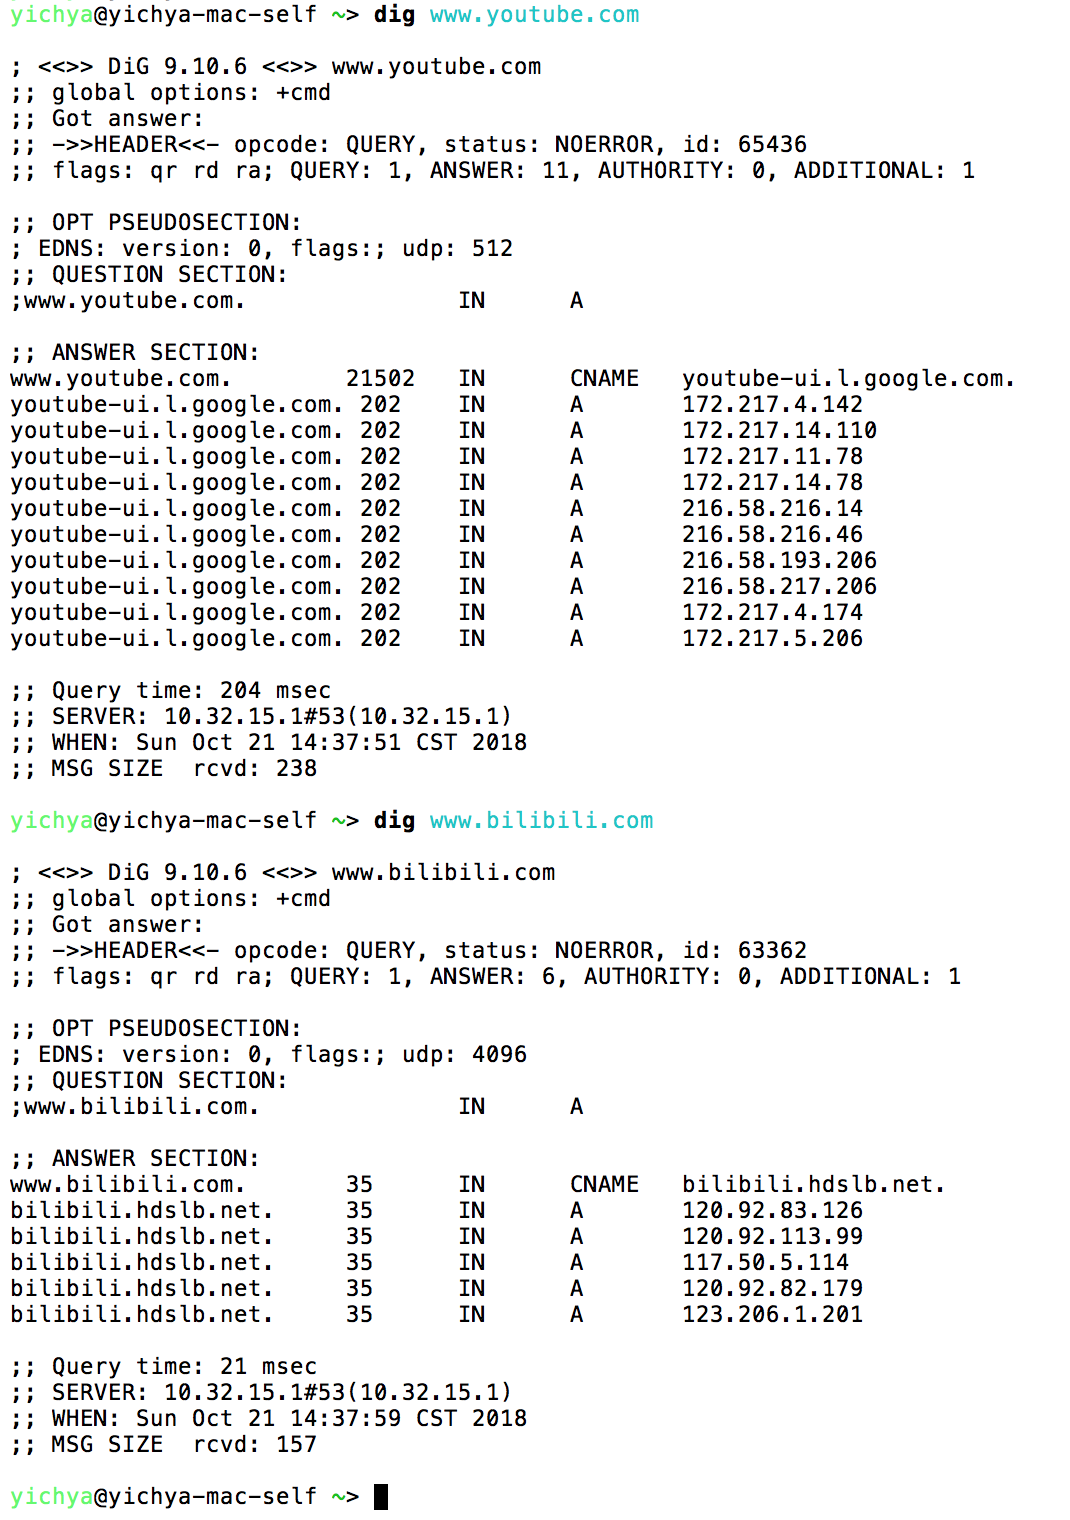 yichya@yichya-mac-self ~> dig www.youtube.com
; <<>> DiG 9.10.6 <<>> www.youtube.com
;; global options: +cmd
;; Got answer:
;; ->>HEADER<<- opcode: QUERY, status: NOERROR, id: 65436
;; flags: qr rd ra; QUERY: 1, ANSWER: 11, AUTHORITY: 0, ADDITIONAL: 1
;; OPT PSEUDOSECTION:
; EDNS: version: 0, flags:; udp: 512
;; QUESTION SECTION:
;www.youtube.com. IN A
;; ANSWER SECTION:
www.youtube.com. 21502 IN CNAME youtube-ui.l.google.com.
youtube-ui.l.google.com. 202 IN A 172.217.4.142
youtube-ui.l.google.com. 202 IN A 172.217.14.110
youtube-ui.l.google.com. 202 IN A 172.217.11.78
youtube-ui.l.google.com. 202 IN A 172.217.14.78
youtube-ui.l.google.com. 202 IN A 216.58.216.14
youtube-ui.l.google.com. 202 IN A 216.58.216.46
youtube-ui.l.google.com. 202 IN A 216.58.193.206
youtube-ui.l.google.com. 202 IN A 216.58.217.206
youtube-ui.l.google.com. 202 IN A 172.217.4.174
youtube-ui.l.google.com. 202 IN A 172.217.5.206
;; Query time: 204 msec
;; SERVER: 10.32.15.1#53(10.32.15.1)
;; WHEN: Sun Oct 21 14:37:51 CST 2018
;; MSG SIZE  rcvd: 238
yichya@yichya-mac-self ~> dig www.bilibili.com
; <<>> DiG 9.10.6 <<>> www.bilibili.com
;; global options: +cmd
;; Got answer:
;; ->>HEADER<<- opcode: QUERY, status: NOERROR, id: 63362
;; flags: qr rd ra; QUERY: 1, ANSWER: 6, AUTHORITY: 0, ADDITIONAL: 1
;; OPT PSEUDOSECTION:
; EDNS: version: 0, flags:; udp: 4096
;; QUESTION SECTION:
;www.bilibili.com. IN A
;; ANSWER SECTION:
www.bilibili.com. 35 IN CNAME bilibili.hdslb.net.
bilibili.hdslb.net. 35 IN A 120.92.83.126
bilibili.hdslb.net. 35 IN A 120.92.113.99
bilibili.hdslb.net. 35 IN A 117.50.5.114
bilibili.hdslb.net. 35 IN A 120.92.82.179
bilibili.hdslb.net. 35 IN A 123.206.1.201
;; Query time: 21 msec
;; SERVER: 10.32.15.1#53(10.32.15.1)
;; WHEN: Sun Oct 21 14:37:59 CST 2018
;; MSG SIZE  rcvd: 157
yichya@yichya-mac-self ~>